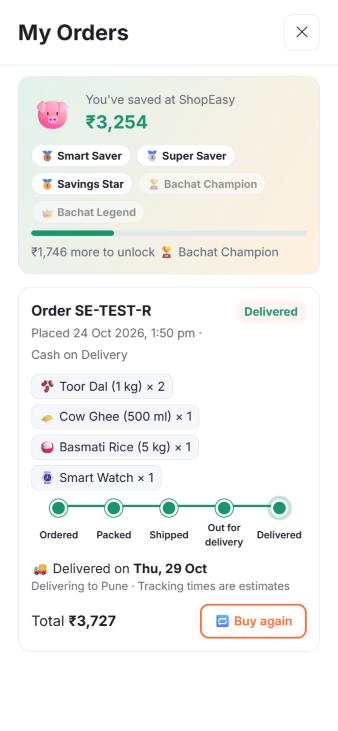 My Orders
You've saved at ShopEasy
₹3,254
Smart Saver
Super Saver
Savings Star
Bachat Champion
Bachat Legend
₹1,746 more to unlock 🏆 Bachat Champion
Order SE-TEST-R
Delivered
Placed 24 Oct 2026, 1:50 pm ·
Cash on Delivery
Toor Dal (1 kg) × 2
Cow Ghee (500 ml) × 1
Basmati Rice (5 kg) × 1
Smart Watch × 1
Ordered
Packed
Shipped
Out for
delivery
Delivered
Delivered on Thu, 29 Oct
Delivering to Pune · Tracking times are estimates
Total ₹3,727
Buy again